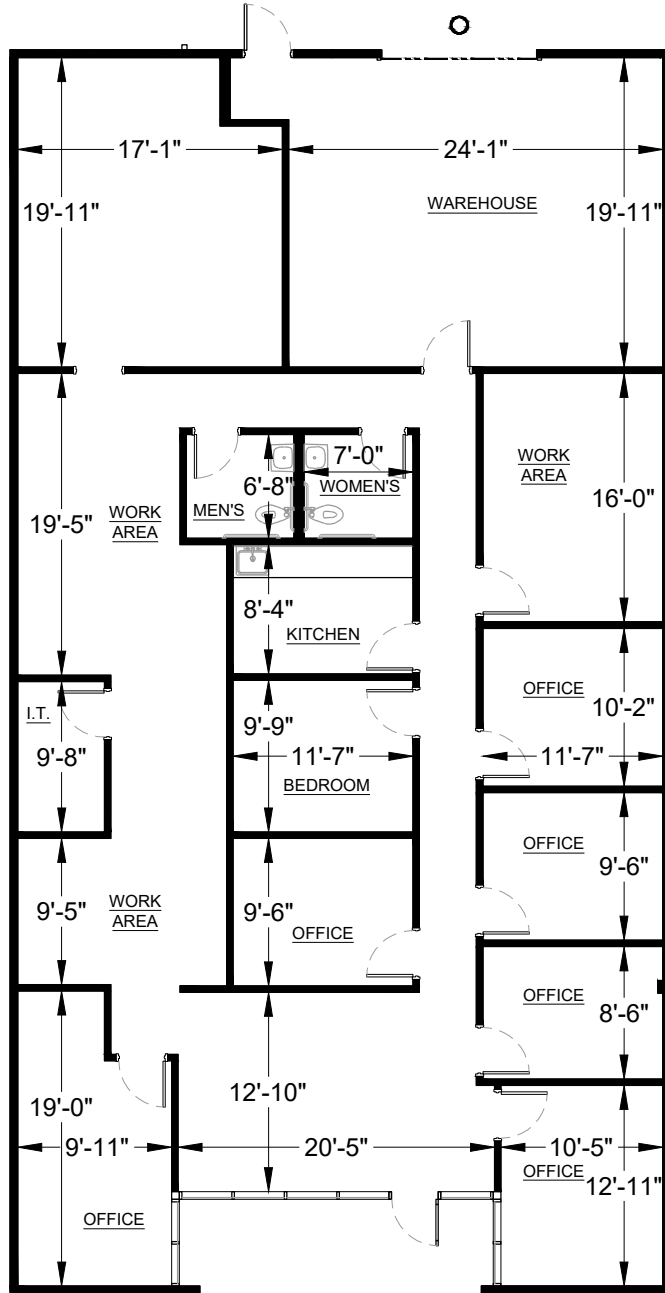 17'-1"
24'-1"
19'-11"
WAREHOUSE
19'-11"
7'-0"
WORK
AREA
6'-8"
WOMEN'S
16'-0"
MEN'S
19'-5"
WORK
AREA
8'-4"
KITCHEN
OFFICE
10'-2"
I.T.
9'-9"
9'-8"
11'-7"
11'-7"
BEDROOM
OFFICE
9'-6"
9'-5"
WORK
AREA
9'-6"
OFFICE
OFFICE
8'-6"
12'-10"
19'-0"
9'-11"
20'-5"
10'-5"
OFFICE
12'-11"
OFFICE